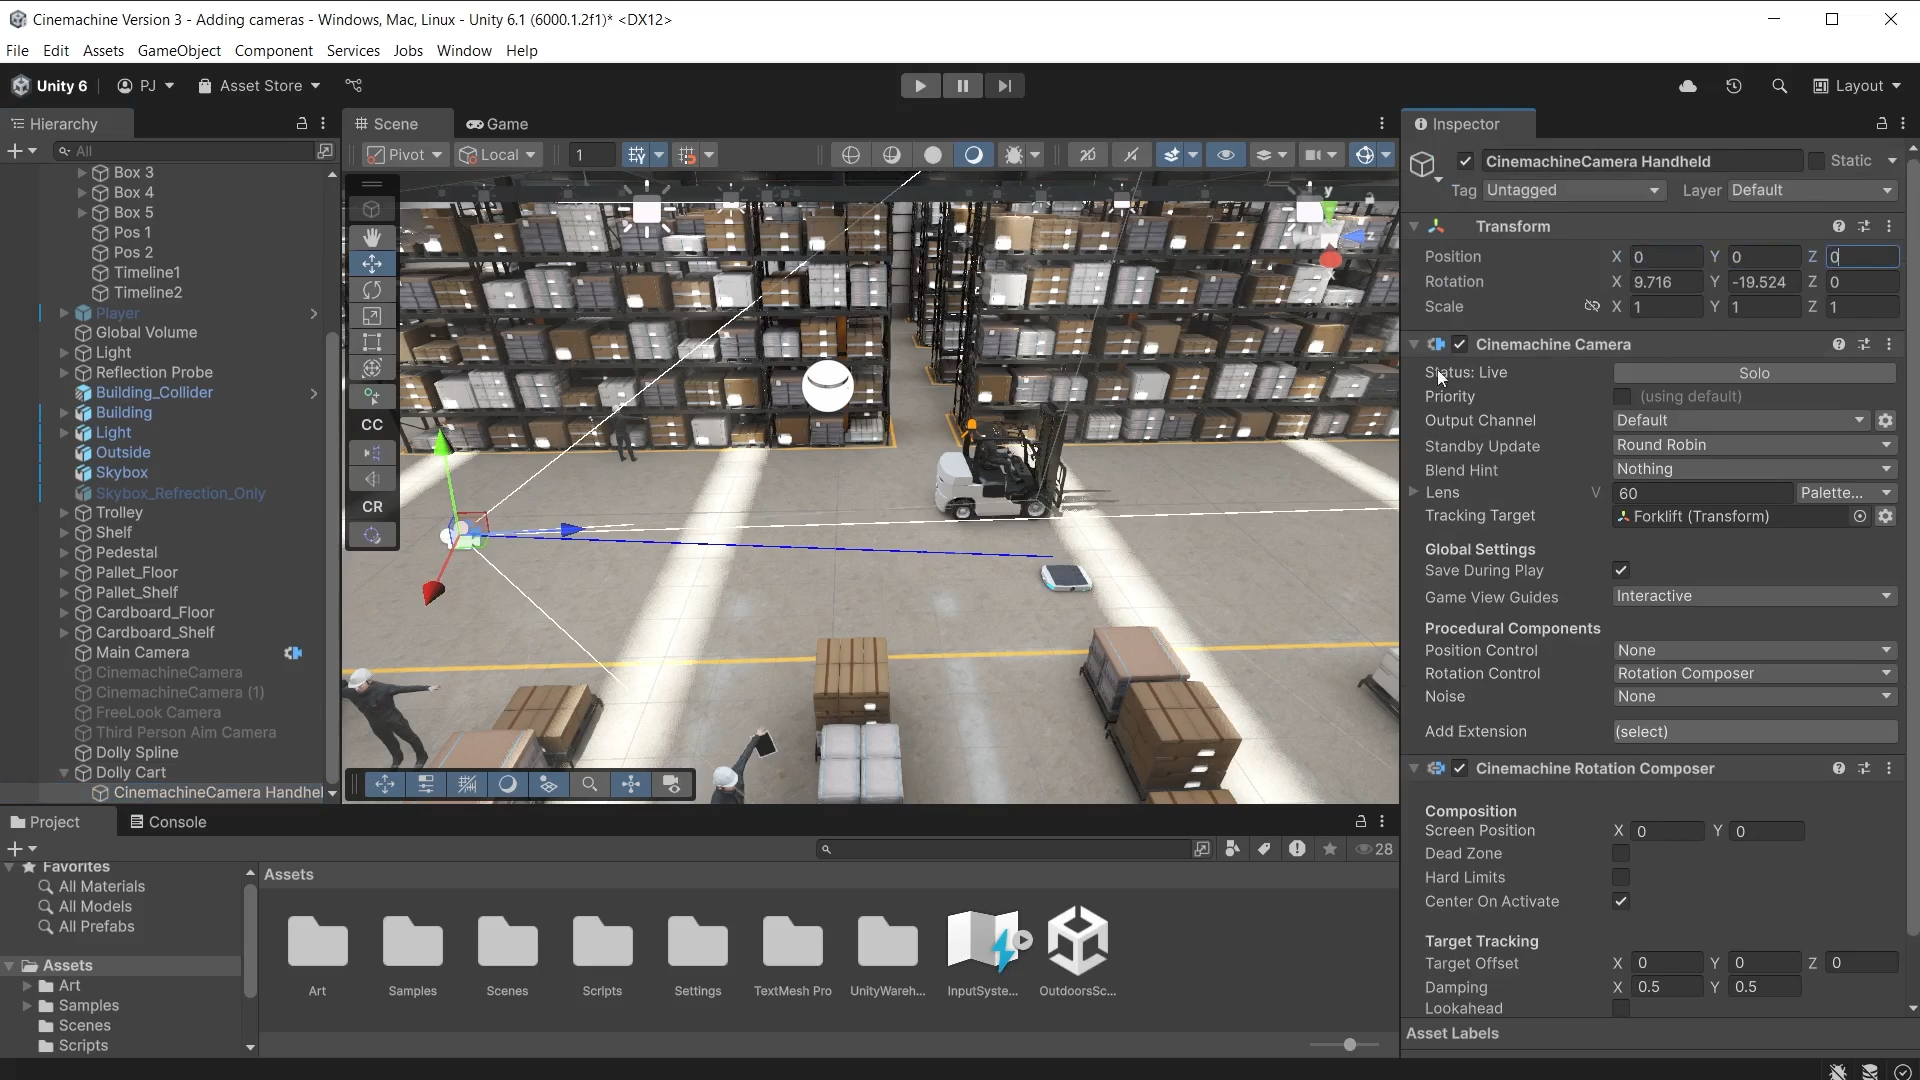 Cinemachine Version 3 - Adding cameras - Windows, Mac, Linux - Unity 6.1 (6000.1.2f1)* <DX12>
File Edit Assets GameObject Component Services Jobs Window Help
Unity 6 PJ Asset Store Layout
Hierarchy
All
Box 3
Box 4
Box 5
Pos 1
Pos 2
Timeline1
Timeline2
Player
Global Volume
Light
Reflection Probe
Building_Collider
Building
Light
Outside
Skybox
Skybox_Refrection_Only
Trolley
Shelf
Pedestal
Pallet_Floor
Pallet_Shelf
Cardboard_Floor
Cardboard_Shelf
Main Camera
CinemachineCamera
CinemachineCamera (1)
FreeLook Camera
Third Person Aim Camera
Dolly Spline
Dolly Cart
CinemachineCamera Handhel
Scene Game
Pivot Local 1 2D
CC
CR
y
z
Inspector
CinemachineCamera Handheld Static
Tag Untagged Layer Default
Transform
Position X 0 Y 0 Z 0
Rotation X 9.716 Y -19.524 Z 0
Scale X 1 Y 1 Z 1
Cinemachine Camera
Status: Live Solo
Priority (using default)
Output Channel Default
Standby Update Round Robin
Blend Hint Nothing
Lens V 60 Palette...
Tracking Target Forklift (Transform)
Global Settings
Save During Play
Game View Guides Interactive
Procedural Components
Position Control None
Rotation Control Rotation Composer
Noise None
Add Extension (select)
Cinemachine Rotation Composer
Composition
Screen Position X 0 Y 0
Dead Zone
Hard Limits
Center On Activate
Target Tracking
Target Offset X 0 Y 0 Z 0
Damping X 0.5 Y 0.5
Lookahead
Asset Labels
Project Console
28
Favorites
All Materials
All Models
All Prefabs
Assets
Art
Samples
Scenes
Scripts
Assets
Art Samples Scenes Scripts Settings TextMesh Pro UnityWareh... InputSyste... OutdoorsSc...